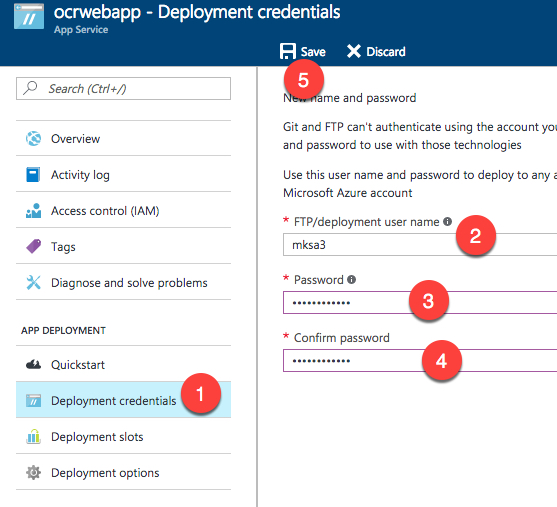 ocrwebapp - Deployment credentials
App Service
Save
Discard
5
Search (Ctrl+/)
Overview
Activity log
Access control (IAM)
Tags
Diagnose and solve problems
APP DEPLOYMENT
Quickstart
Deployment credentials
1
Deployment slots
Deployment options
New name and password
Git and FTP can't authenticate using the account you
and password to use with those technologies
Use this user name and password to deploy to any a
Microsoft Azure account
* FTP/deployment user name
2
mksa3
* Password
••••••••••••
3
* Confirm password
••••••••••••
4